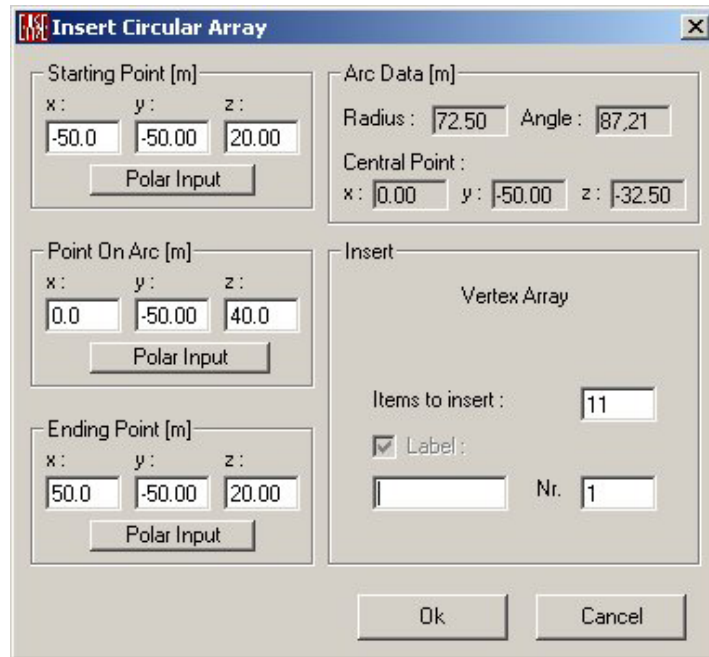 EASE Insert Circular Array
Starting Point [m]
x : y : z :
-50.0 -50.00 20.00
Polar Input
Point On Arc [m]
x : y : z :
0.0 -50.00 40.0
Polar Input
Ending Point [m]
x : y : z :
50.0 -50.00 20.00
Polar Input
Arc Data [m]
Radius : 72.50 Angle : 87,21
Central Point :
x : 0.00 y : -50.00 z : -32.50
Insert
Vertex Array
Items to insert : 11
Label :
Nr. 1
Ok Cancel